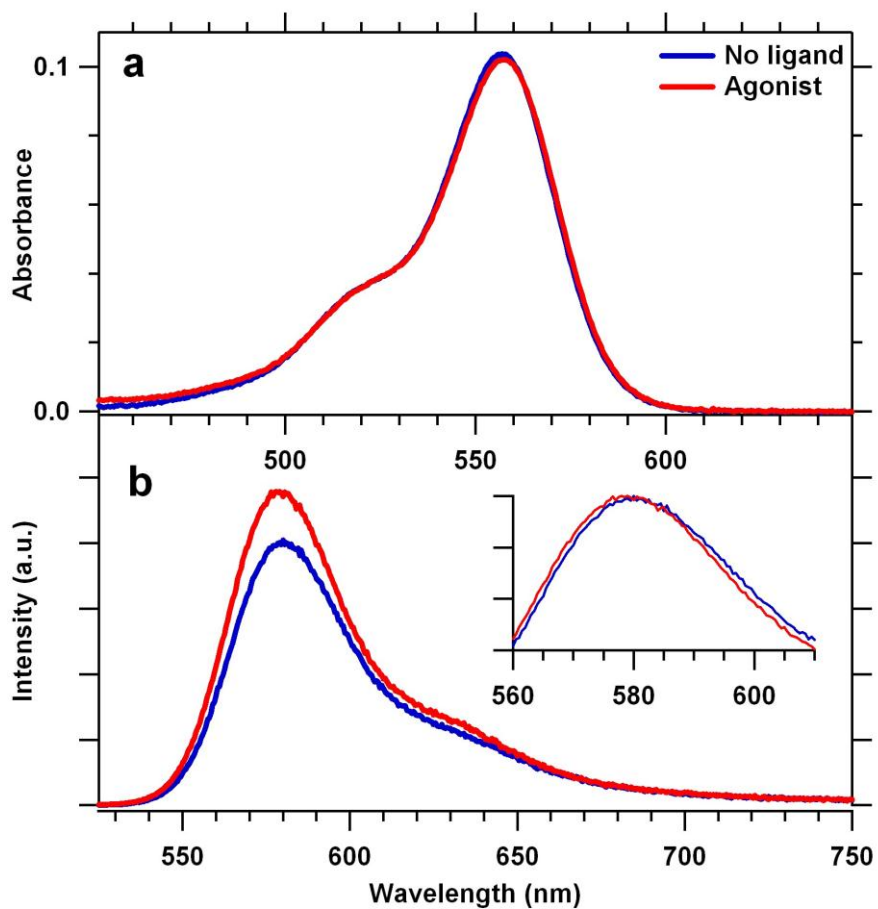 a
No ligand
Agonist
0.1
Absorbance
0.0
500 550 600
b
Intensity (a.u.)
560 580 600
550 600 650 700 750
Wavelength (nm)